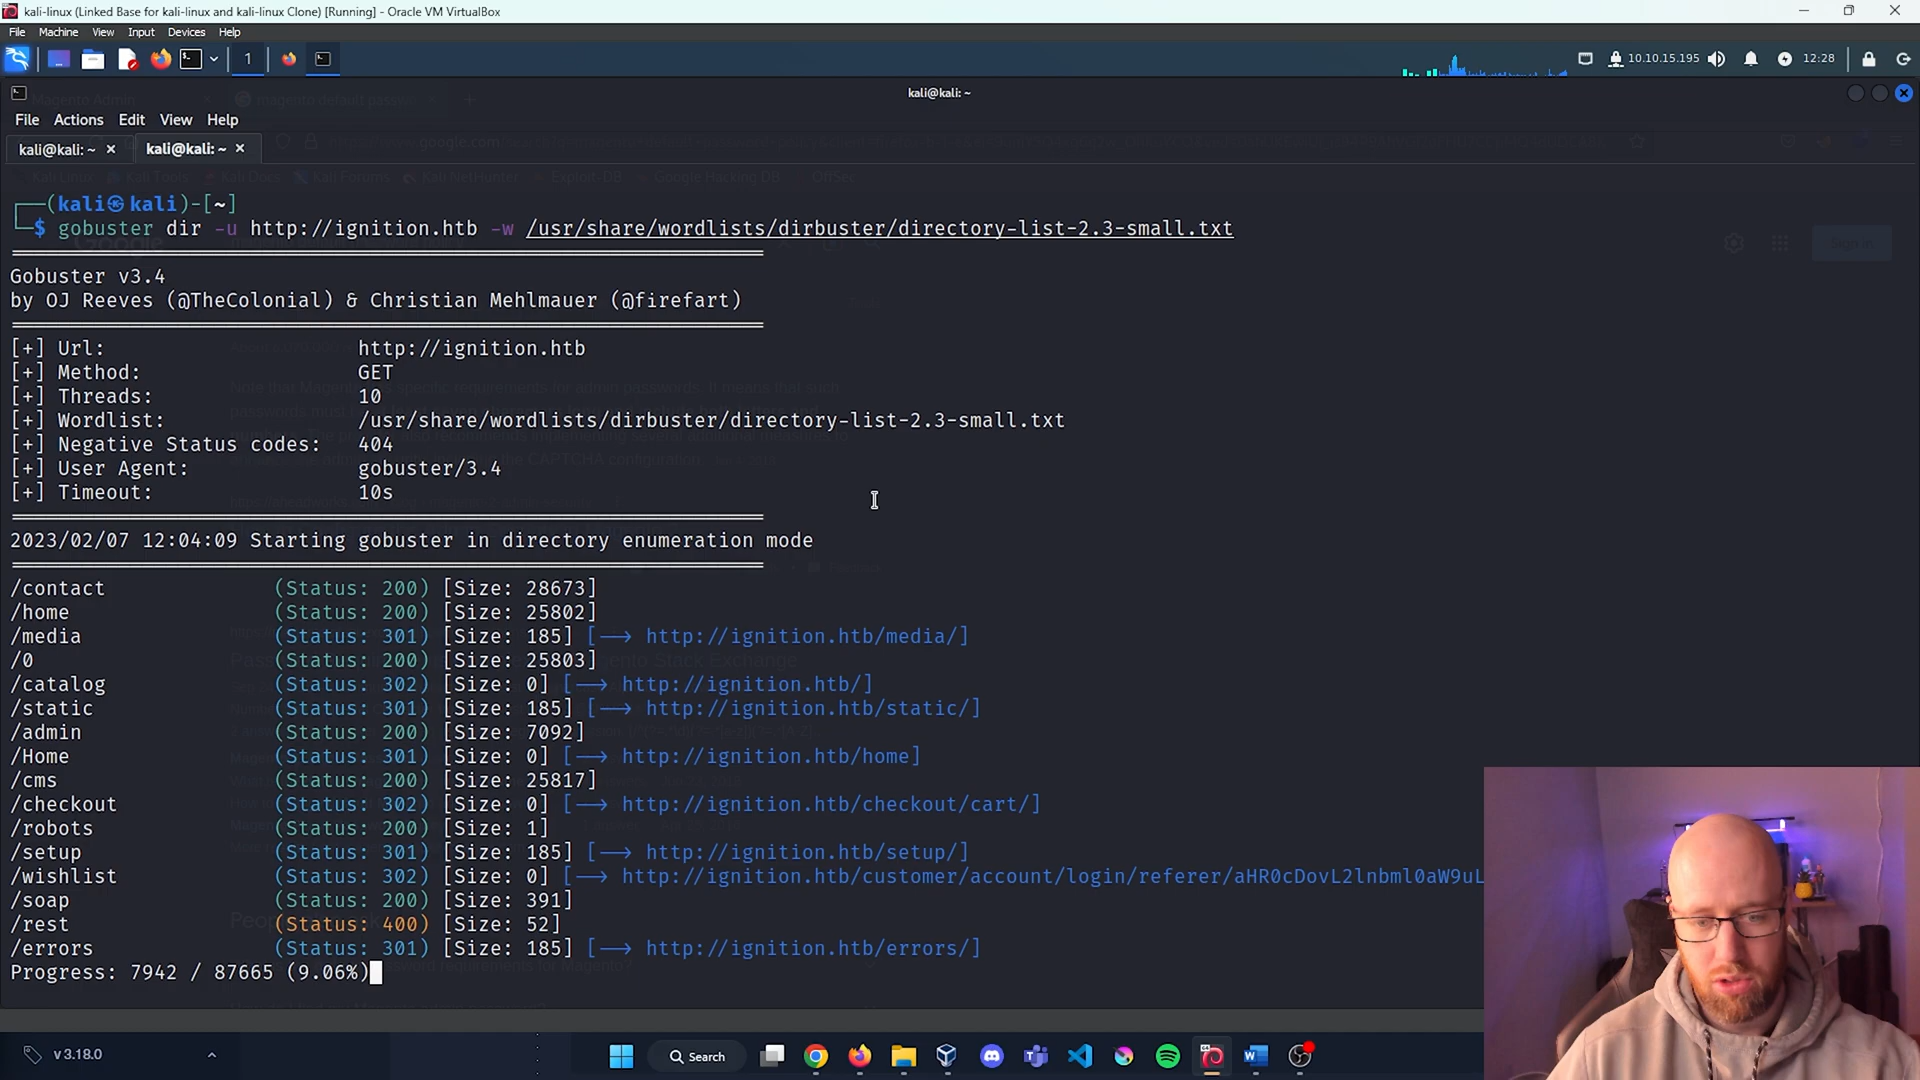 kali-linux (Linked Base for kali-linux and kali-linux Clone) [Running] - Oracle VM VirtualBox
File Machine View Input Devices Help
1 10.10.15.195 12:28
kali@kali: ~
File Actions Edit View Help
kali@kali: ~ × kali@kali: ~ ×
┌──(kali㉿kali)-[~]
└─$ gobuster dir -u http://ignition.htb -w /usr/share/wordlists/dirbuster/directory-list-2.3-small.txt
Gobuster v3.4
by OJ Reeves (@TheColonial) & Christian Mehlmauer (@firefart)
[+] Url: http://ignition.htb
[+] Method: GET
[+] Threads: 10
[+] Wordlist: /usr/share/wordlists/dirbuster/directory-list-2.3-small.txt
[+] Negative Status codes: 404
[+] User Agent: gobuster/3.4
[+] Timeout: 10s
2023/02/07 12:04:09 Starting gobuster in directory enumeration mode
/contact (Status: 200) [Size: 28673]
/home (Status: 200) [Size: 25802]
/media (Status: 301) [Size: 185] [--> http://ignition.htb/media/]
/0 (Status: 200) [Size: 25803]
/catalog (Status: 302) [Size: 0] [--> http://ignition.htb/]
/static (Status: 301) [Size: 185] [--> http://ignition.htb/static/]
/admin (Status: 200) [Size: 7092]
/Home (Status: 301) [Size: 0] [--> http://ignition.htb/home]
/cms (Status: 200) [Size: 25817]
/checkout (Status: 302) [Size: 0] [--> http://ignition.htb/checkout/cart/]
/robots (Status: 200) [Size: 1]
/setup (Status: 301) [Size: 185] [--> http://ignition.htb/setup/]
/wishlist (Status: 302) [Size: 0] [--> http://ignition.htb/customer/account/login/referer/aHR0cDovL2lnbml0aW9uL
/soap (Status: 200) [Size: 391]
/rest (Status: 400) [Size: 52]
/errors (Status: 301) [Size: 185] [--> http://ignition.htb/errors/]
Progress: 7942 / 87665 (9.06%)
v 3.18.0 Search